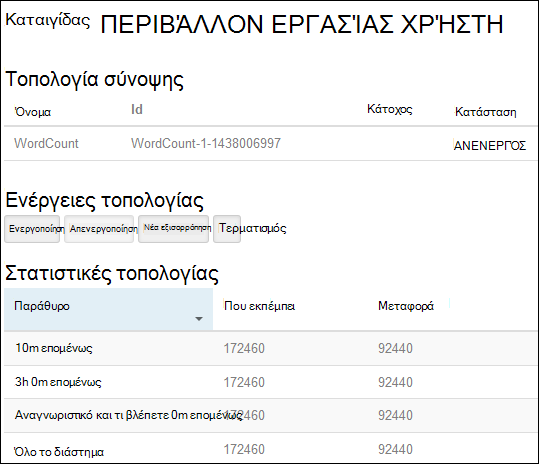 Καταιγίδας ΠΕΡΙΒΆΛΛΟΝ ΕΡΓΑΣΊΑΣ ΧΡΉΣΤΗ
Τοπολογία σύνοψης
Όνομα Id Κάτοχος Κατάσταση
WordCount WordCount-1-1438006997 ΑΝΕΝΕΡΓΌΣ
Ενέργειες τοπολογίας
Ενεργοποίηση Απενεργοποίηση Νέα εξισορρόπηση Τερματισμός
Στατιστικές τοπολογίας
Παράθυρο Που εκπέμπει Μεταφορά
10m επομένως 172460 92440
3h 0m επομένως 172460 92440
Αναγνωριστικό και τι βλέπετε 0m επομένως 172460 92440
Όλο το διάστημα 172460 92440